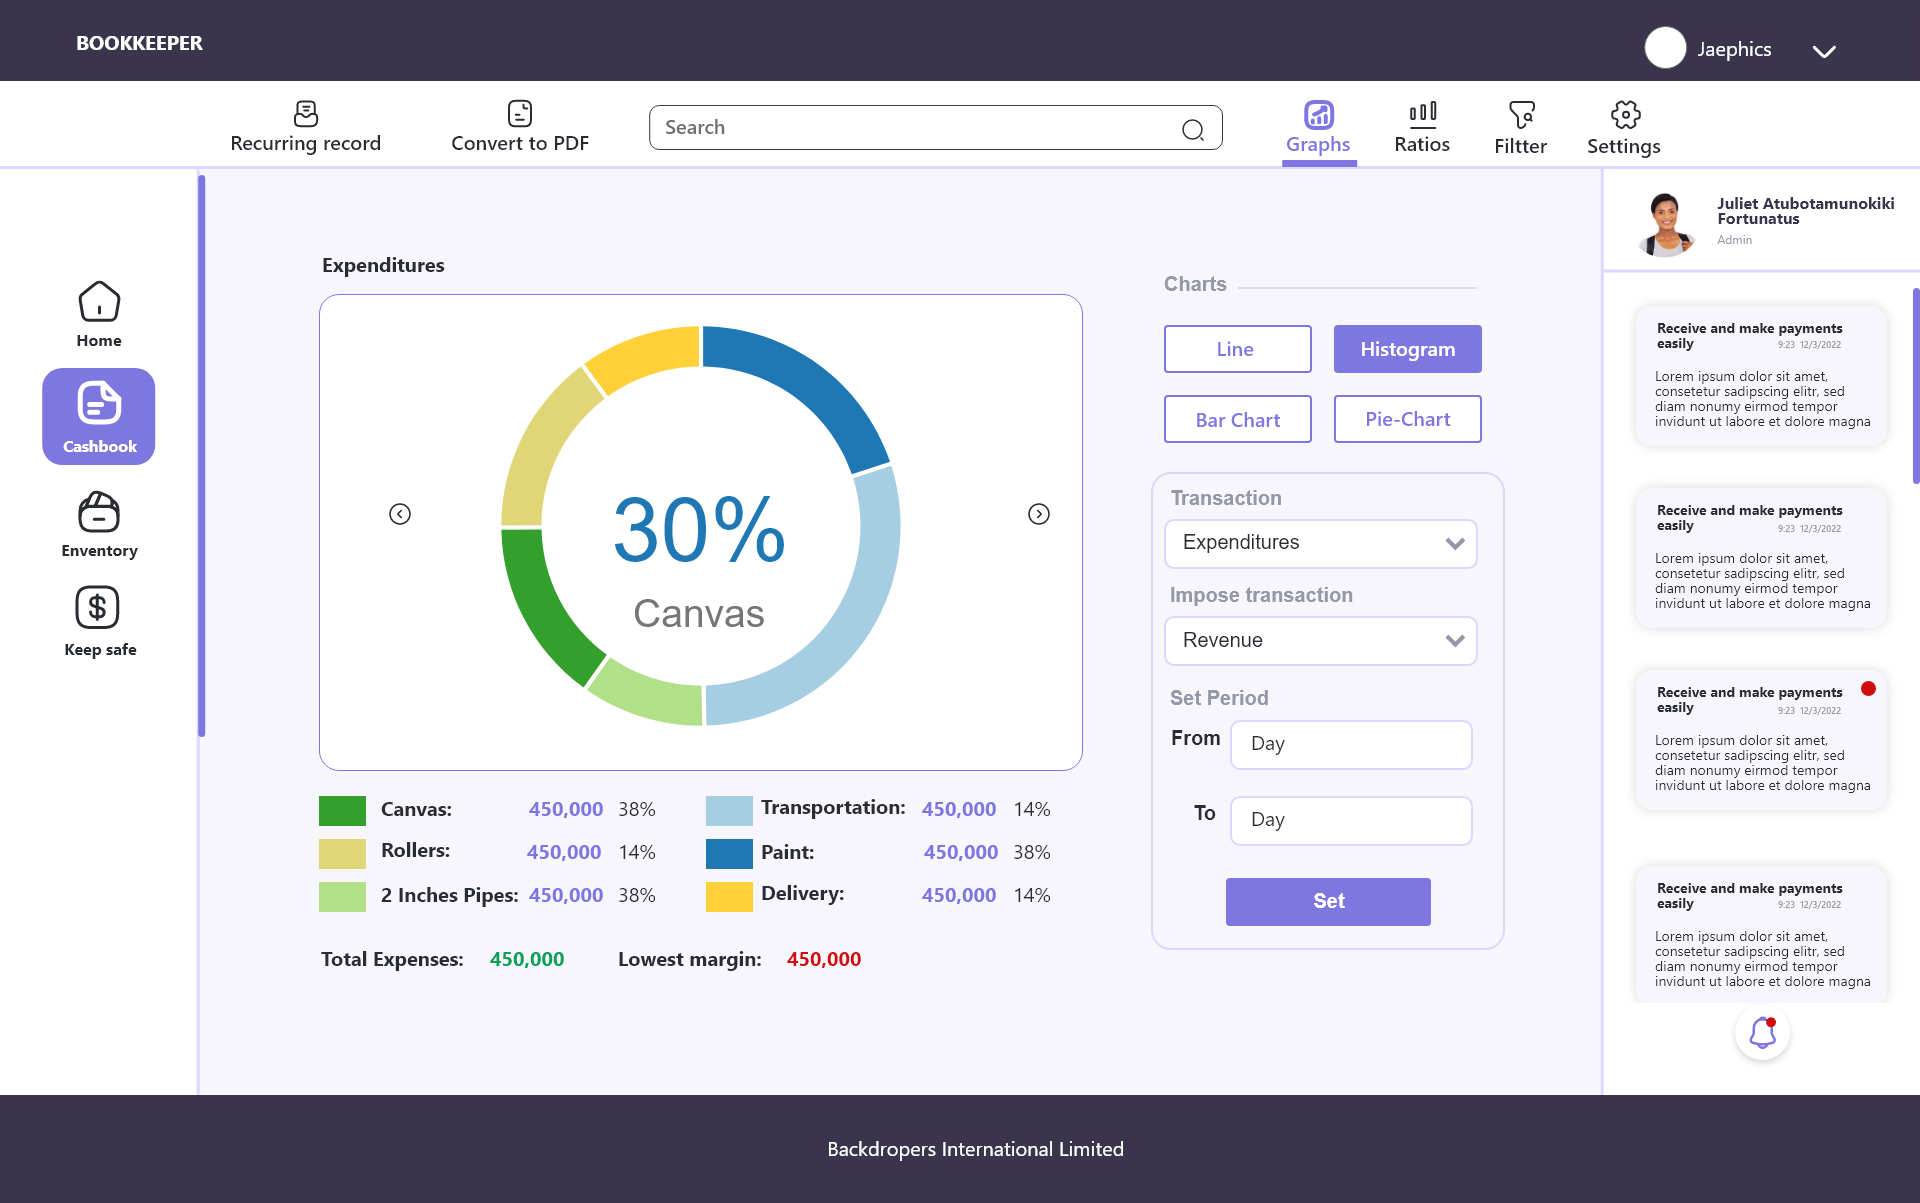 BOOKKEEPER
Jaephics
Recurring record
Convert to PDF
Search
Graphs
Ratios
Filtter
Settings
Home
Cashbook
Enventory
Keep safe
Expenditures
30%
Canvas
Canvas: 450,000 38%
Transportation: 450,000 14%
Rollers: 450,000 14%
Paint: 450,000 38%
2 Inches Pipes: 450,000 38%
Delivery: 450,000 14%
Total Expenses: 450,000
Lowest margin: 450,000
Charts
Line
Histogram
Bar Chart
Pie-Chart
Transaction
Expenditures
Impose transaction
Revenue
Set Period
From Day
To Day
Set
Juliet Atubotamunokiki
Fortunatus
Admin
Receive and make payments
easily 9:23 12/3/2022
Lorem ipsum dolor sit amet,
consetetur sadipscing elitr, sed
diam nonumy eirmod tempor
invidunt ut labore et dolore magna
Receive and make payments
easily 9:23 12/3/2022
Lorem ipsum dolor sit amet,
consetetur sadipscing elitr, sed
diam nonumy eirmod tempor
invidunt ut labore et dolore magna
Receive and make payments
easily 9:23 12/3/2022
Lorem ipsum dolor sit amet,
consetetur sadipscing elitr, sed
diam nonumy eirmod tempor
invidunt ut labore et dolore magna
Receive and make payments
easily 9:23 12/3/2022
Lorem ipsum dolor sit amet,
consetetur sadipscing elitr, sed
diam nonumy eirmod tempor
invidunt ut labore et dolore magna
Backdropers International Limited